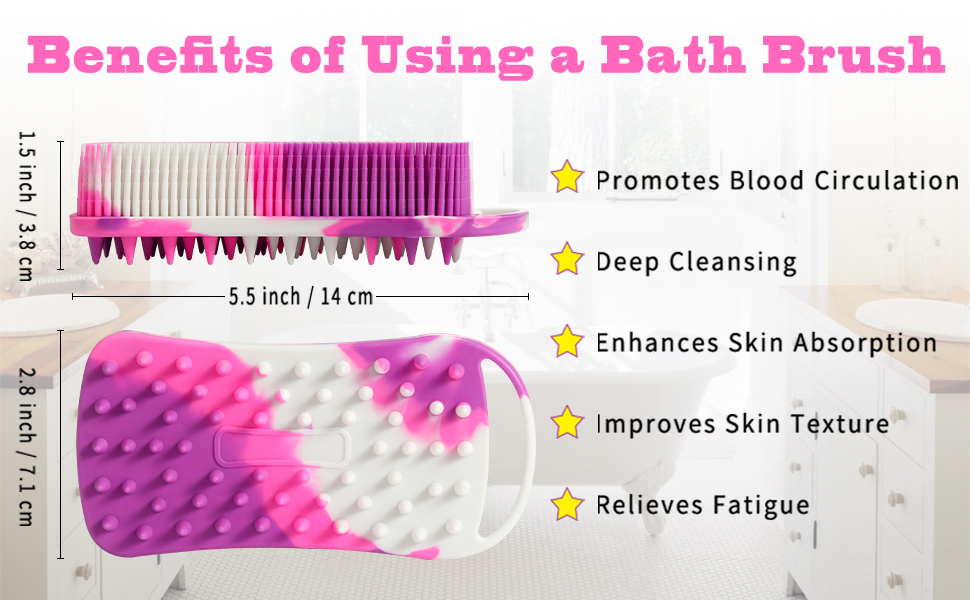 Benefits of Using a Bath Brush
1.5 inch / 3.8 cm
5.5 inch / 14 cm
2.8 inch / 7.1 cm
Promotes Blood Circulation
Deep Cleansing
Enhances Skin Absorption
Improves Skin Texture
Relieves Fatigue